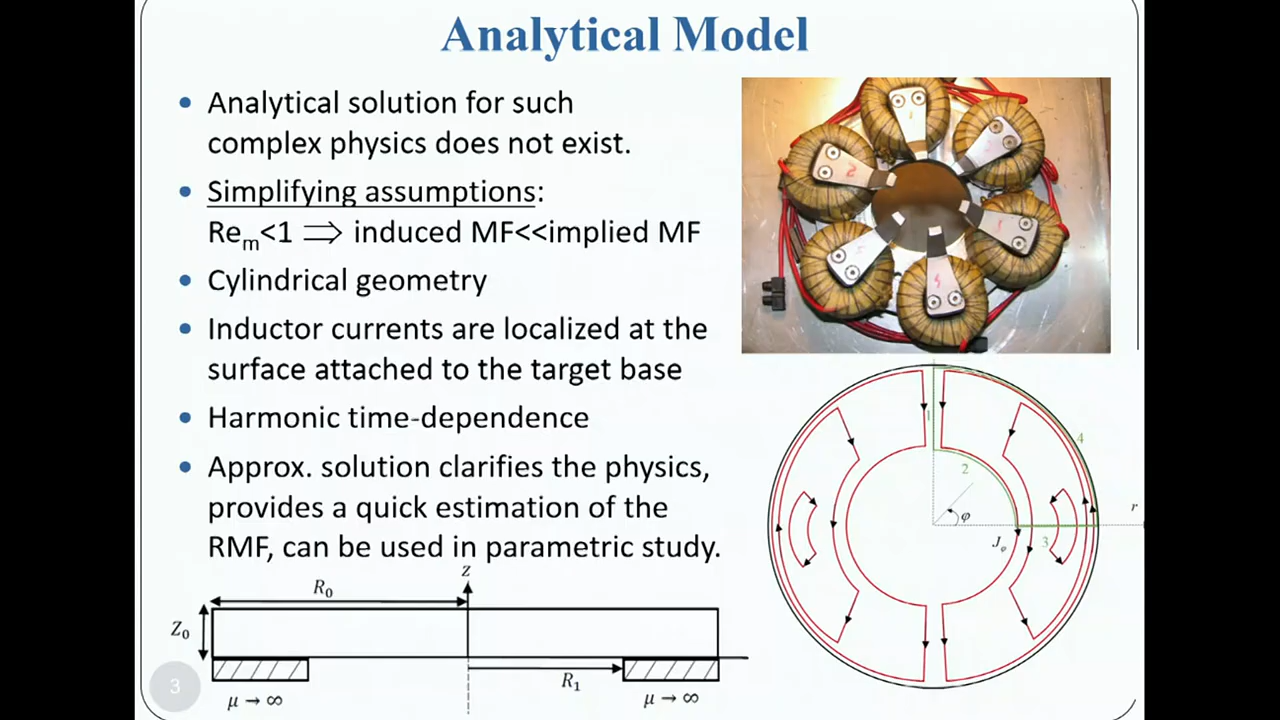 Analytical Model
Analytical solution for such
complex physics does not exist.
Simplifying assumptions:
Reₘ<1 ⟹ induced MF<<implied MF
Cylindrical geometry
Inductor currents are localized at the
surface attached to the target base
Harmonic time-dependence
Approx. solution clarifies the physics,
provides a quick estimation of the
RMF, can be used in parametric study.
Z
R₀
Z₀
R₁
μ → ∞
μ → ∞
3
1
2
3
4
φ
r
Jφ